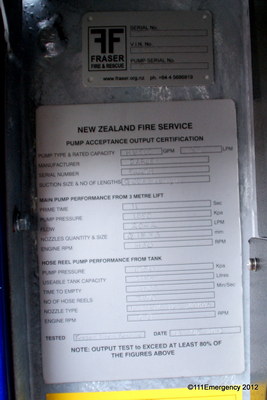 SERIAL No.
V.I.N. No.
PUMP SERIAL No.
FF
FRASER
FIRE & RESCUE
www.fraser.org.nz ph.
NEW ZEALAND FIRE SERVICE
PUMP ACCEPTANCE OUTPUT CERTIFICATION
PUMP TYPE & RATED CAPACITY GPM LPM
MANUFACTURER
SERIAL NUMBER
SUCTION SIZE & NO OF LENGTHS
MAIN PUMP PERFORMANCE FROM 3 METRE LIFT
PRIME TIME Sec
PUMP PRESSURE Kpa
FLOW LPM
NOZZLES QUANTITY & SIZE mm
ENGINE RPM RPM
HOSE REEL PUMP PERFORMANCE FROM TANK
PUMP PRESSURE Kpa
USEABLE TANK CAPACITY Litres
TIME TO EMPTY Min/Sec
NO OF HOSE REELS
NOZZLE TYPE
ENGINE RPM RPM
TESTED DATE
NOTE: OUTPUT TEST to EXCEED AT LEAST 80% OF
THE FIGURES ABOVE
©111Emergency 2012